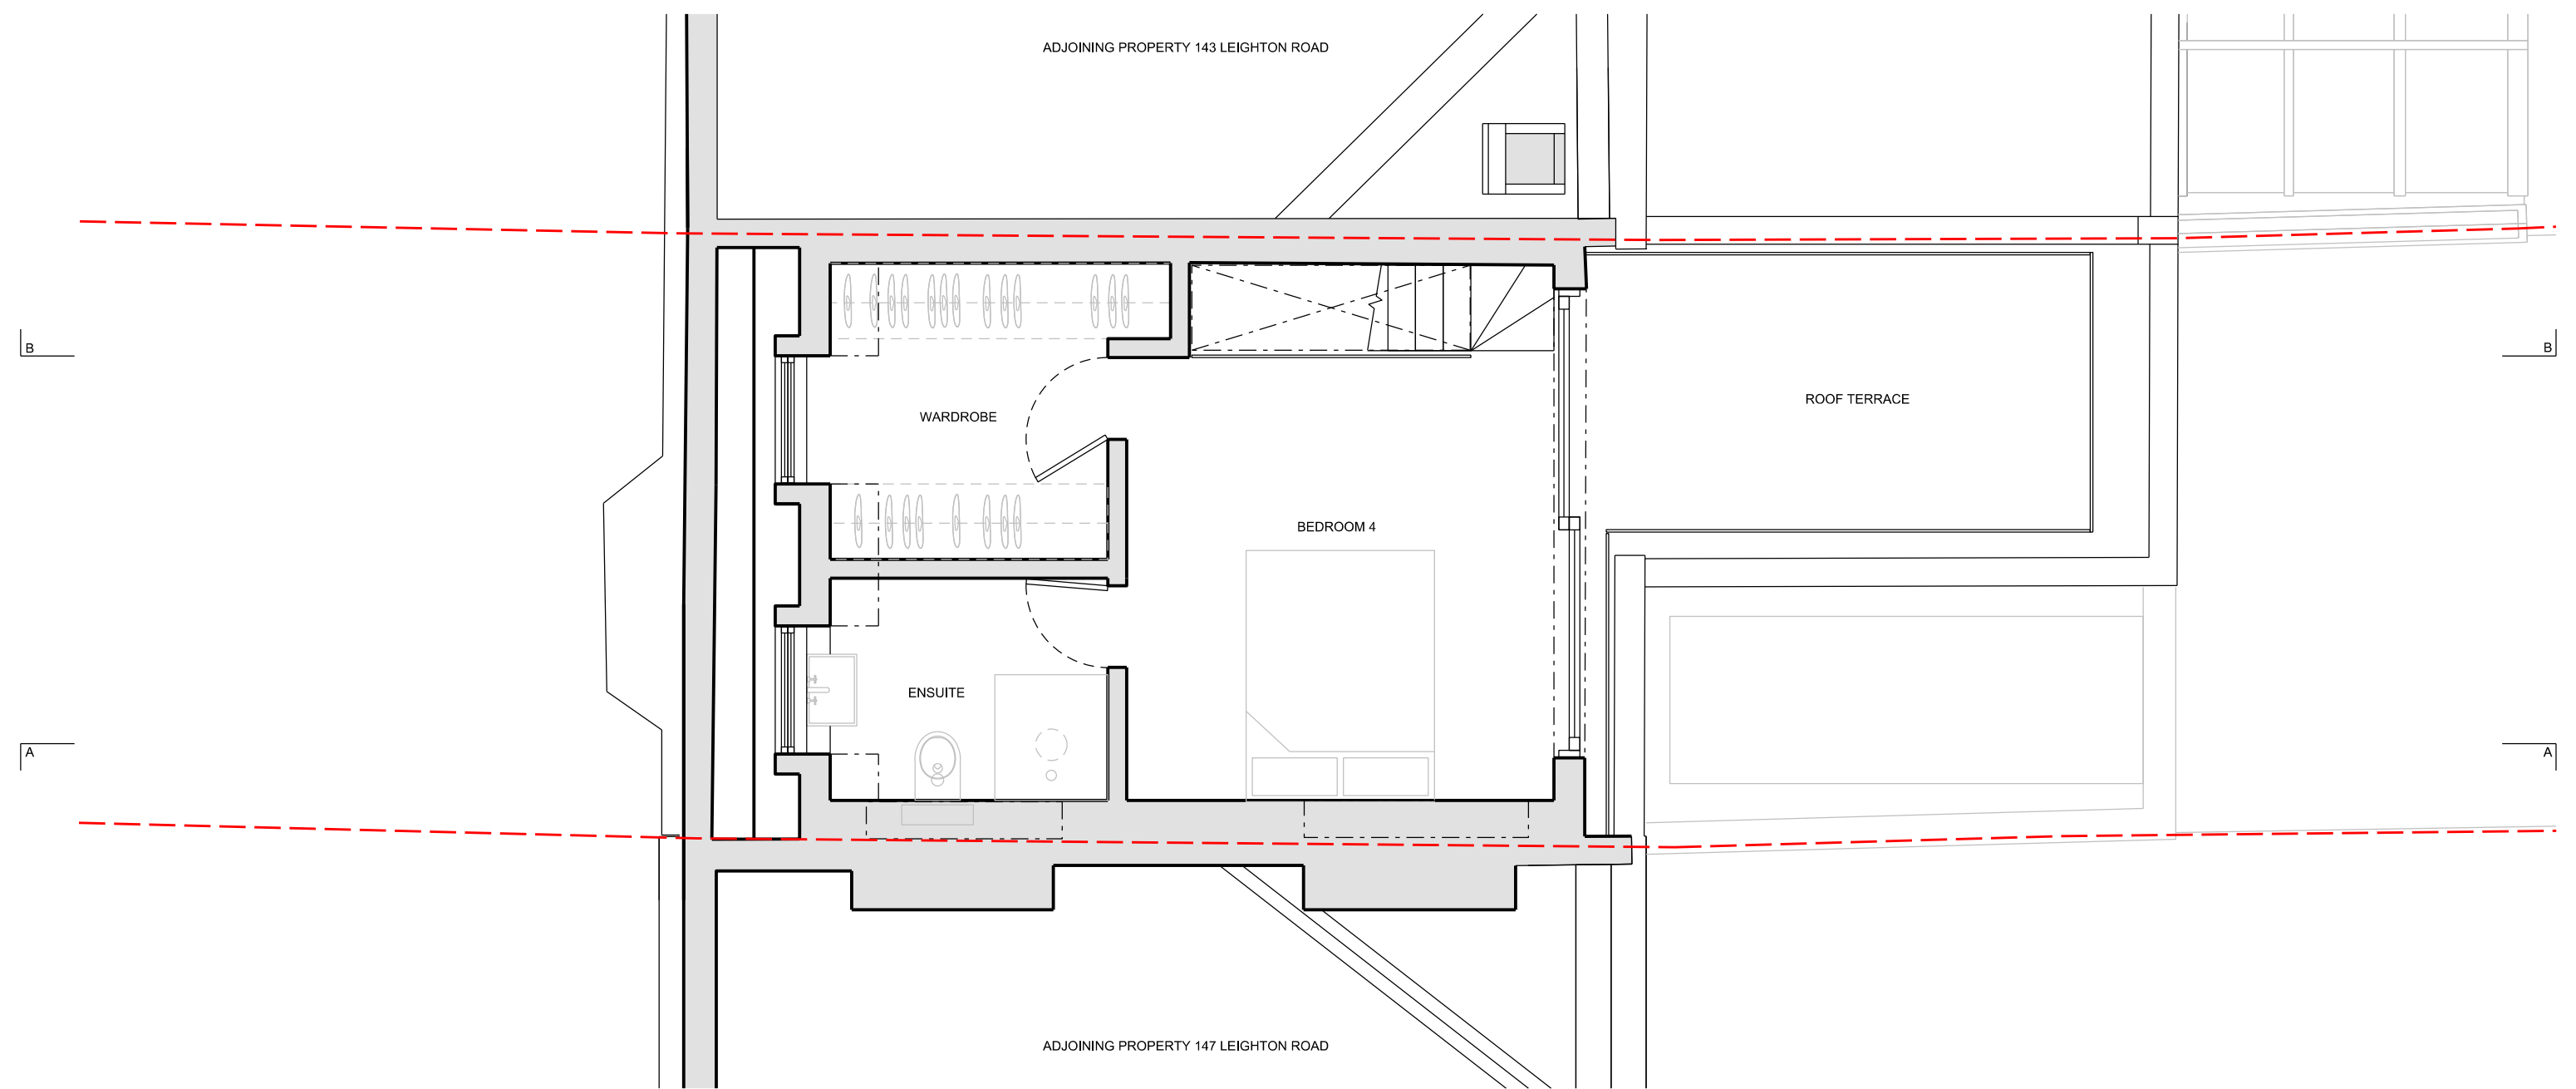 ADJOINING PROPERTY 143 LEIGHTON ROAD
B
B
WARDROBE
ROOF TERRACE
BEDROOM 4
ENSUITE
A
A
ADJOINING PROPERTY 147 LEIGHTON ROAD